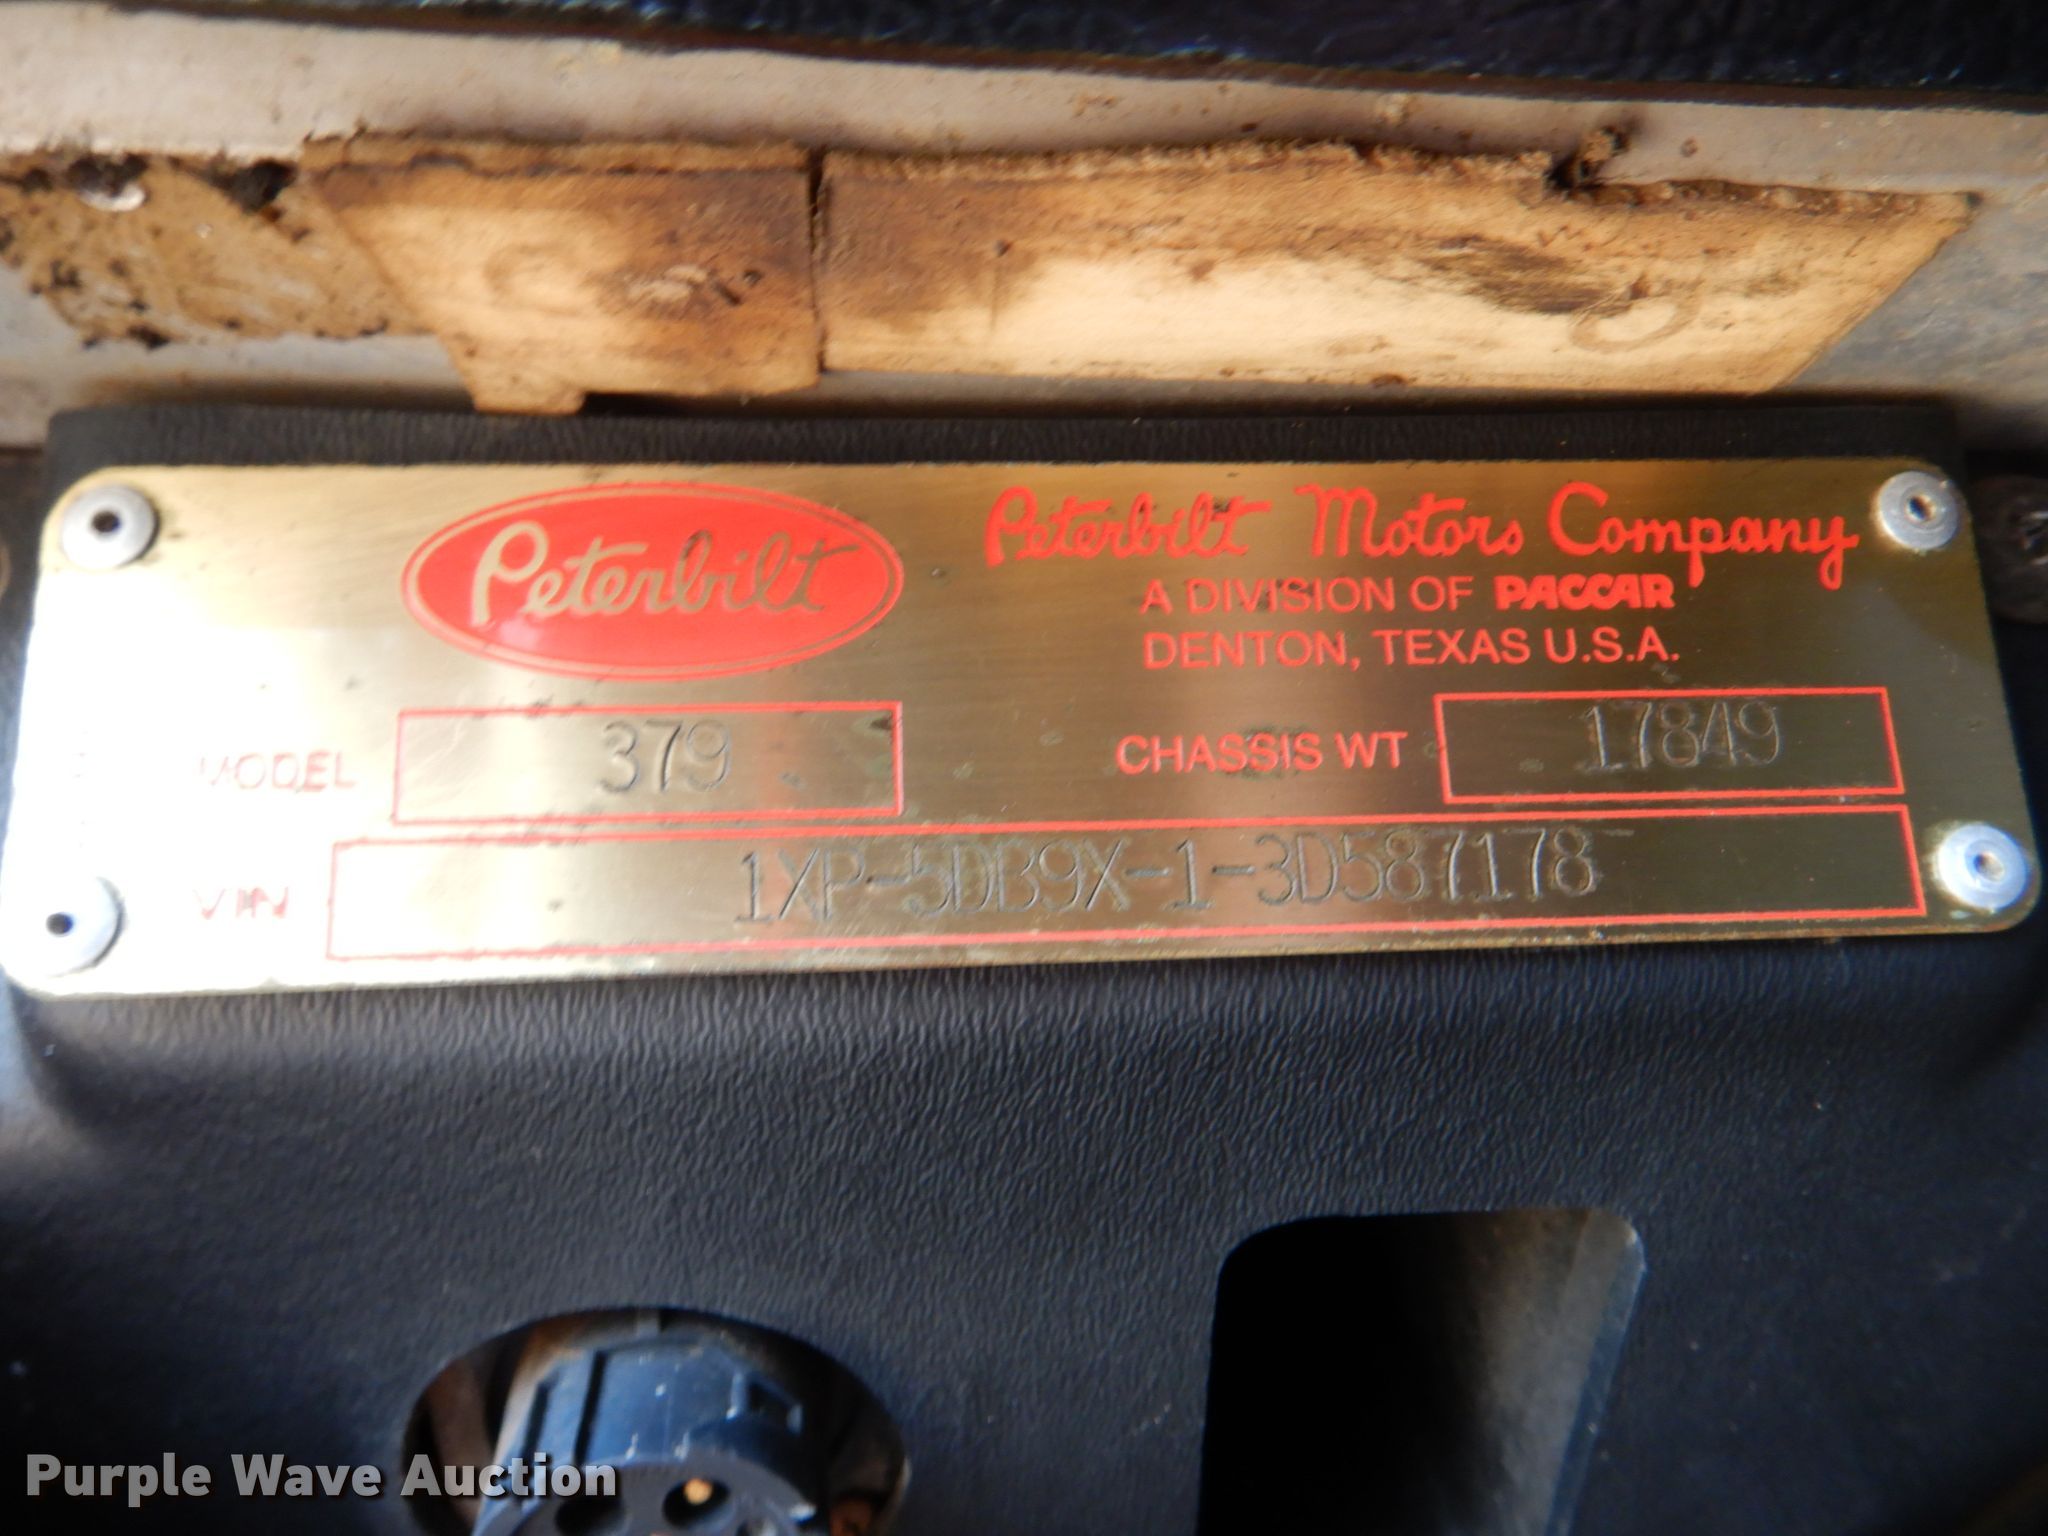 Peterbilt
Peterbilt Motors Company
A DIVISION OF PACCAR
DENTON, TEXAS U.S.A.
MODEL 379
CHASSIS WT 17849
VIN 1XP-5DB9X-1-3D587178
Purple Wave Auction